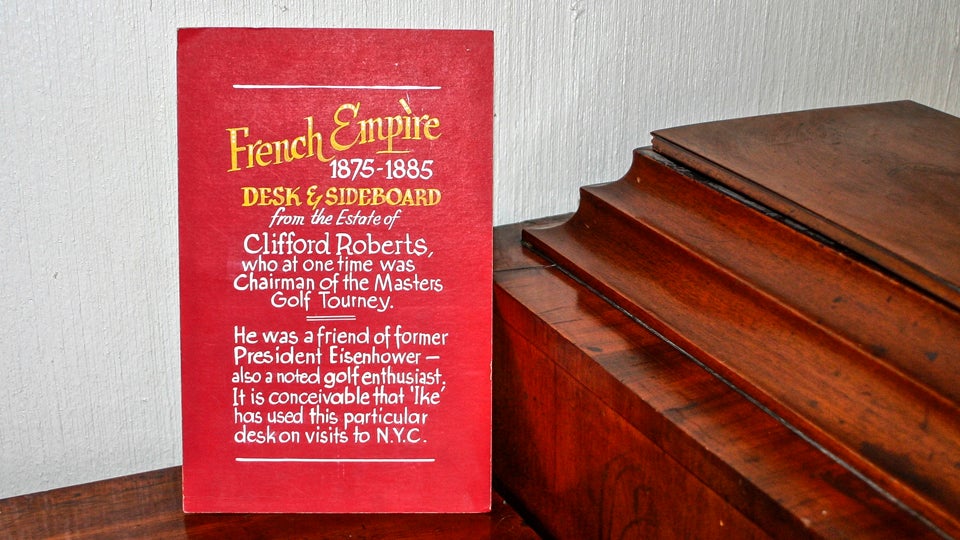 French Empìre
1875-1885
DESK & SIDEBOARD
from the Estate of
Clifford Roberts,
who at one time was
Chairman of the Masters
Golf Tourney.
He was a friend of former
President Eisenhower —
also a noted golf enthusiast.
It is conceivable that 'Ike'
has used this particular
desk on visits to N.Y.C.